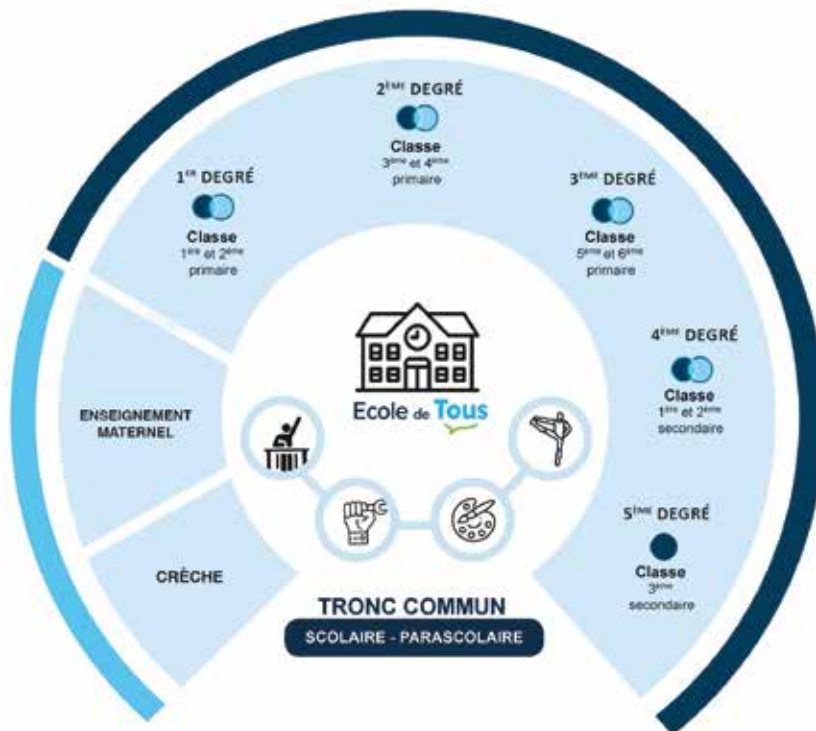 2ÈME DEGRÉ
Classe
3ème et 4ème
primaire
1ER DEGRÉ
Classe
1ère et 2ème
primaire
3ÈME DEGRÉ
Classe
5ème et 6ème
primaire
4ÈME DEGRÉ
Classe
1ère et 2ème
secondaire
5ÈME DEGRÉ
Classe
3ème
secondaire
ENSEIGNEMENT
MATERNEL
CRÈCHE
Ecole de Tous
TRONC COMMUN
SCOLAIRE - PARASCOLAIRE